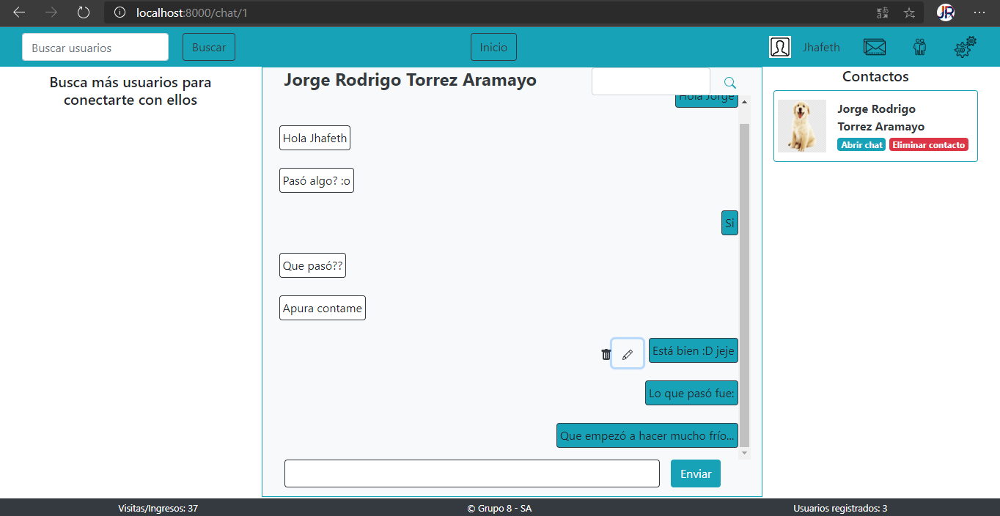 localhost:8000/chat/1
JR
Buscar usuarios
Buscar
Inicio
Jhafeth
Busca más usuarios para
conectarte con ellos
Jorge Rodrigo Torrez Aramayo
Hola Jorge
Hola Jhafeth
Pasó algo? :o
Si
Que pasó??
Apura contame
Está bien :D jeje
Lo que pasó fue:
Que empezó a hacer mucho frío...
Enviar
Contactos
Jorge Rodrigo
Torrez Aramayo
Abrir chat Eliminar contacto
Visitas/Ingresos: 37
© Grupo 8 - SA
Usuarios registrados: 3